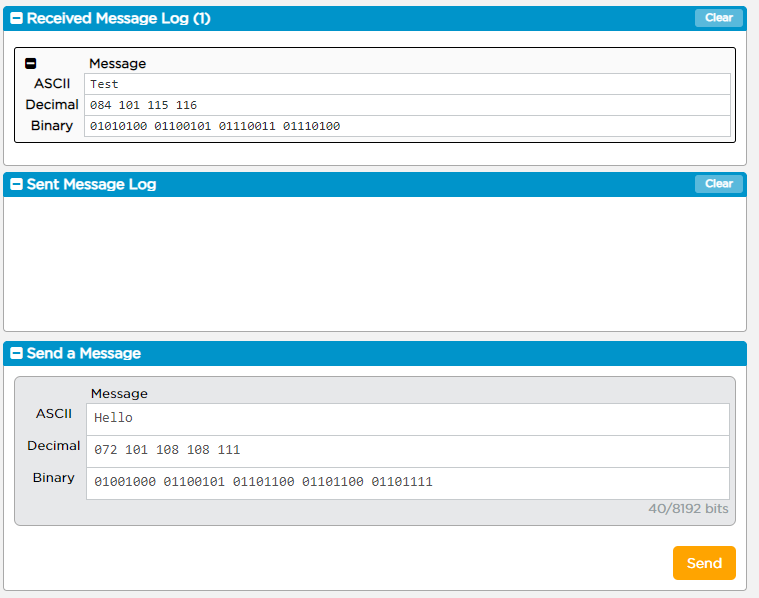 Received Message Log (1) Clear
Message
ASCII Test
Decimal 084 101 115 116
Binary 01010100 01100101 01110011 01110100
Sent Message Log Clear
Send a Message
Message
ASCII Hello
Decimal 072 101 108 108 111
Binary 01001000 01100101 01101100 01101100 01101111
40/8192 bits
Send